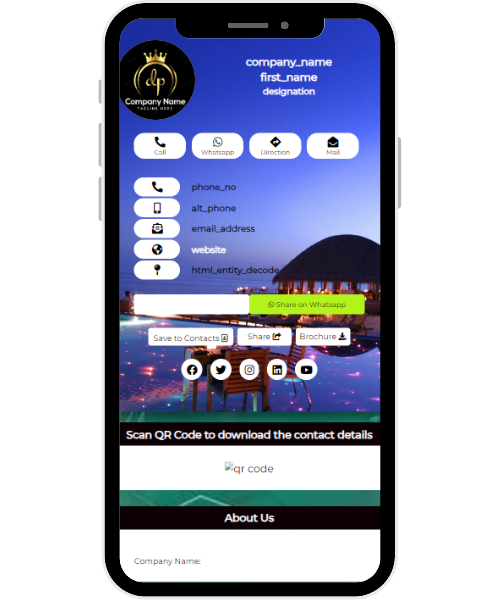 company_name
first_name
designation
dp
Company Name
TAGLINE HERE
Call
Whatsapp
Direction
Mail
phone_no
alt_phone
email_address
website
html_entity_decode
Share on Whatsapp
Save to Contacts
Share
Brochure
Scan QR Code to download the contact details
qr code
About Us
Company Name: